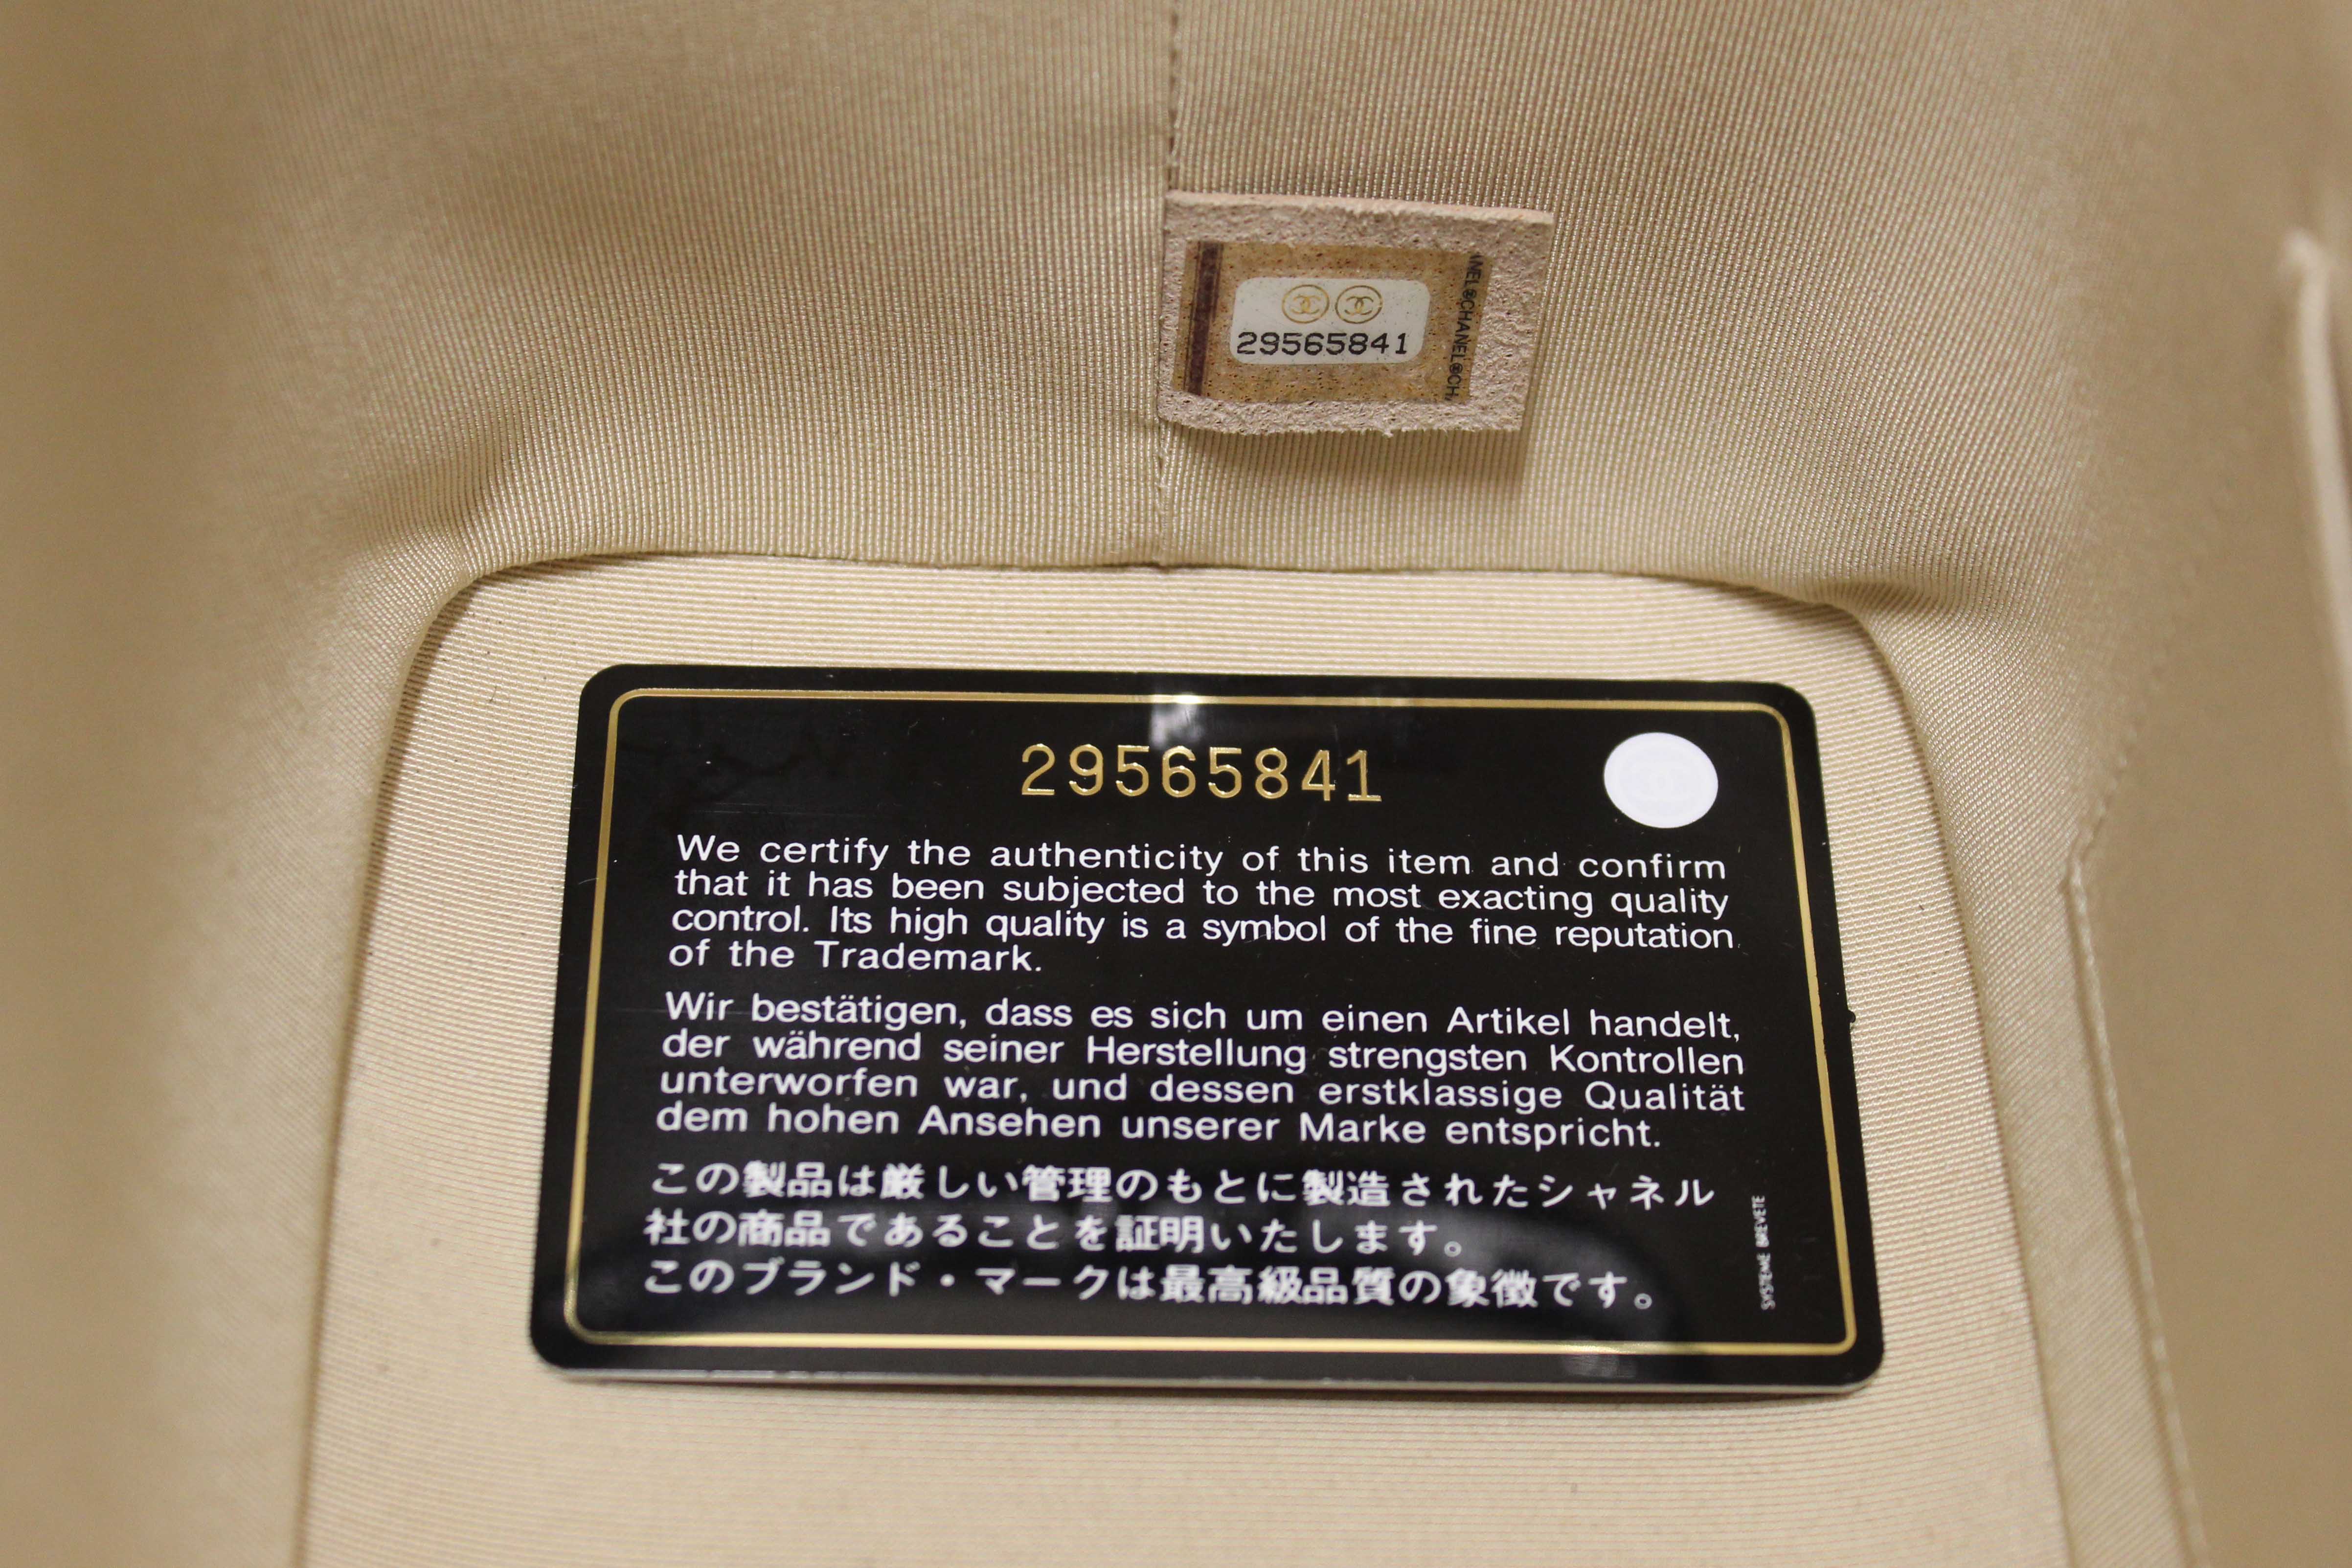 29565841
ANEL®CHANEL®CH
29565841
We certify the authenticity of this item and confirm
that it has been subjected to the most exacting quality
control. Its high quality is a symbol of the fine reputation
of the Trademark.
Wir bestätigen, dass es sich um einen Artikel handelt,
der während seiner Herstellung strengsten Kontrollen
unterworfen war, und dessen erstklassige Qualität
dem hohen Ansehen unserer Marke entspricht.
この製品は厳しい管理のもとに製造されたシャネル
社の商品であることを証明いたします。
このブランド・マークは最高級品質の象徴です。
SYSTEME BREVETE